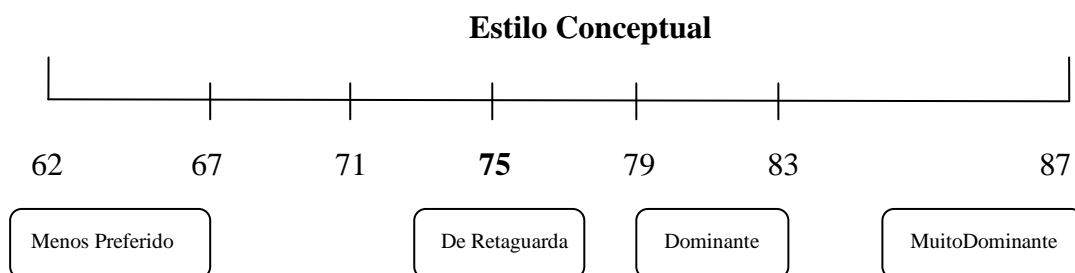 Estilo Conceptual
62 67 71 75 79 83 87
Menos Preferido De Retaguarda Dominante MuitoDominante